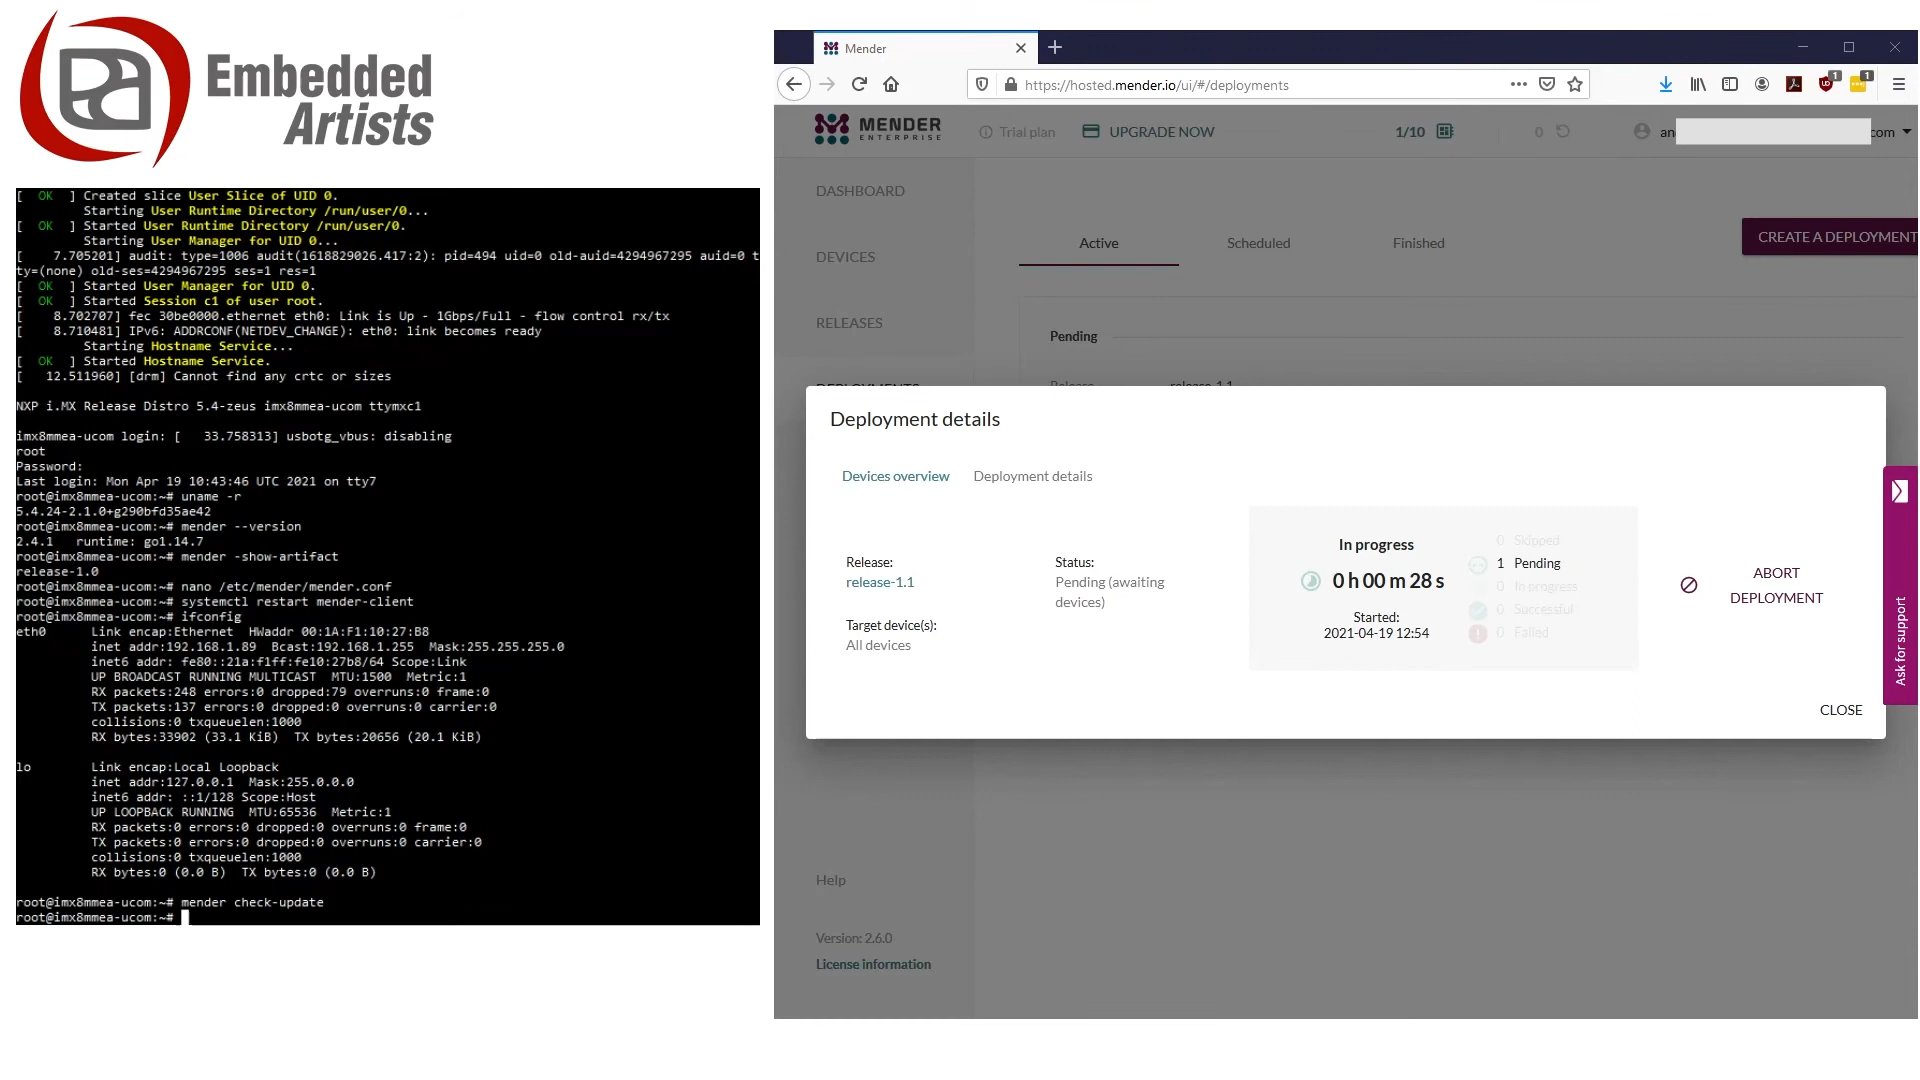 Embedded
Artists
[  OK  ] Created slice User Slice of UID 0.
Starting User Runtime Directory /run/user/0...
[  OK  ] Started User Runtime Directory /run/user/0.
Starting User Manager for UID 0...
[    7.705201] audit: type=1006 audit(1618829026.417:2): pid=494 uid=0 old-auid=4294967295 auid=0 t
ty=(none) old-ses=4294967295 ses=1 res=1
[  OK  ] Started User Manager for UID 0.
[  OK  ] Started Session c1 of user root.
[    8.702707] fec 30be0000.ethernet eth0: Link is Up - 1Gbps/Full - flow control rx/tx
[    8.710481] IPv6: ADDRCONF(NETDEV_CHANGE): eth0: link becomes ready
Starting Hostname Service...
[  OK  ] Started Hostname Service.
[   12.511960] [drm] Cannot find any crtc or sizes
NXP i.MX Release Distro 5.4-zeus imx8mmea-ucom ttymxc1
imx8mmea-ucom login: [   33.758313] usbotg_vbus: disabling
root
Password:
Last login: Mon Apr 19 10:43:46 UTC 2021 on tty7
root@imx8mmea-ucom:~# uname -r
5.4.24-2.1.0+g290bfd35ae42
root@imx8mmea-ucom:~# mender --version
2.4.1   runtime: go1.14.7
root@imx8mmea-ucom:~# mender -show-artifact
release-1.0
root@imx8mmea-ucom:~# nano /etc/mender/mender.conf
root@imx8mmea-ucom:~# systemctl restart mender-client
root@imx8mmea-ucom:~# ifconfig
eth0      Link encap:Ethernet  HWaddr 00:1A:F1:10:27:B8
inet addr:192.168.1.89  Bcast:192.168.1.255  Mask:255.255.255.0
inet6 addr: fe80::21a:f1ff:fe10:27b8/64 Scope:Link
UP BROADCAST RUNNING MULTICAST  MTU:1500  Metric:1
RX packets:248 errors:0 dropped:79 overruns:0 frame:0
TX packets:137 errors:0 dropped:0 overruns:0 carrier:0
collisions:0 txqueuelen:1000
RX bytes:33902 (33.1 KiB)  TX bytes:20656 (20.1 KiB)
lo        Link encap:Local Loopback
inet addr:127.0.0.1  Mask:255.0.0.0
inet6 addr: ::1/128 Scope:Host
UP LOOPBACK RUNNING  MTU:65536  Metric:1
RX packets:0 errors:0 dropped:0 overruns:0 frame:0
TX packets:0 errors:0 dropped:0 overruns:0 carrier:0
collisions:0 txqueuelen:1000
RX bytes:0 (0.0 B)  TX bytes:0 (0.0 B)
root@imx8mmea-ucom:~# mender check-update
root@imx8mmea-ucom:~#
Mender
https://hosted.mender.io/ui/#/deployments
1
1
MENDER
ENTERPRISE
Trial plan
UPGRADE NOW
1/10
0
an
com
DASHBOARD
DEVICES
RELEASES
DEPLOYMENTS
Active
Scheduled
Finished
CREATE A DEPLOYMENT
Pending
Release
release-1.1
Deployment details
Devices overview
Deployment details
Release:
release-1.1
Target device(s):
All devices
Status:
Pending (awaiting
devices)
In progress
0 h 00 m 28 s
Started:
2021-04-19 12:54
0 Skipped
1 Pending
0 In progress
0 Successful
0 Failed
ABORT
DEPLOYMENT
CLOSE
Ask for support
Help
Version: 2.6.0
License information